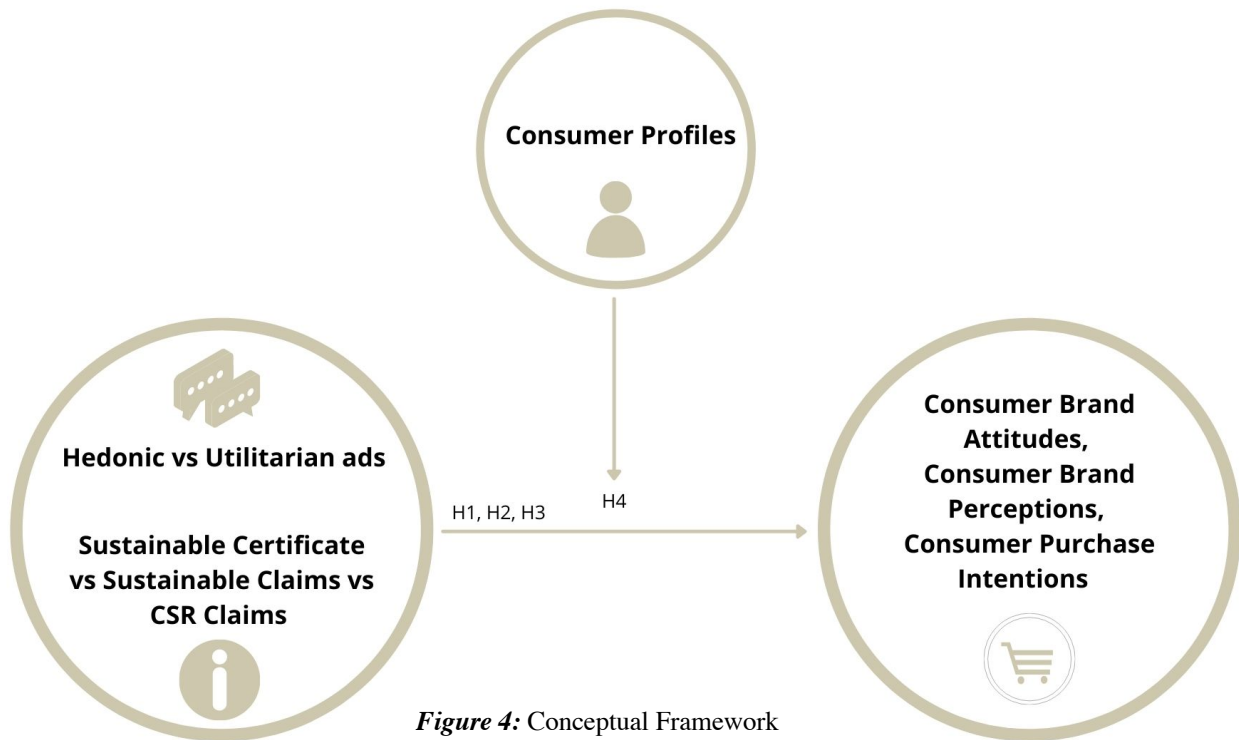 Consumer Profiles
Hedonic vs Utilitarian ads
Sustainable Certificate
vs Sustainable Claims vs
CSR Claims
H1, H2, H3
H4
Consumer Brand
Attitudes,
Consumer Brand
Perceptions,
Consumer Purchase
Intentions
Figure 4: Conceptual Framework